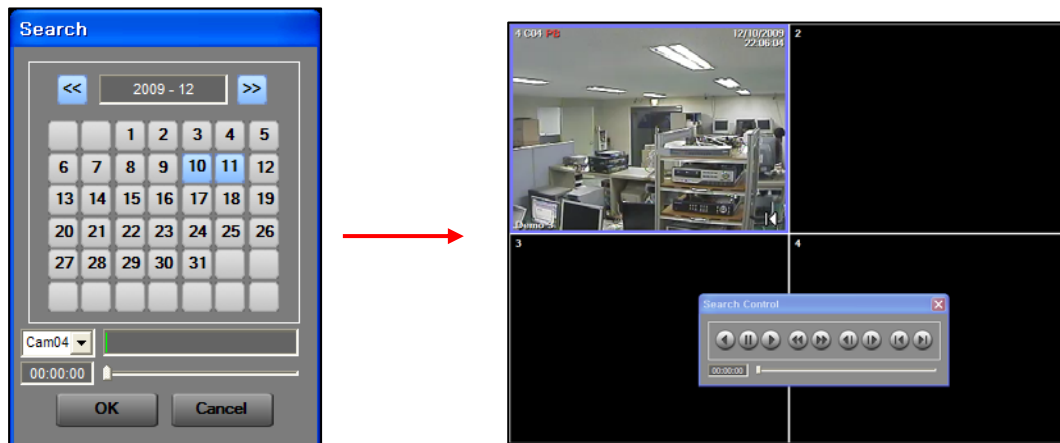 Search
<< 2009 - 12 >>
1 2 3 4 5
6 7 8 9 10 11 12
13 14 15 16 17 18 19
20 21 22 23 24 25 26
27 28 29 30 31
Cam04
00:00:00
OK Cancel
4 C04 PB 12/10/2009
22:06:04
Demo 3
2
3
4
Search Control
00:00:00